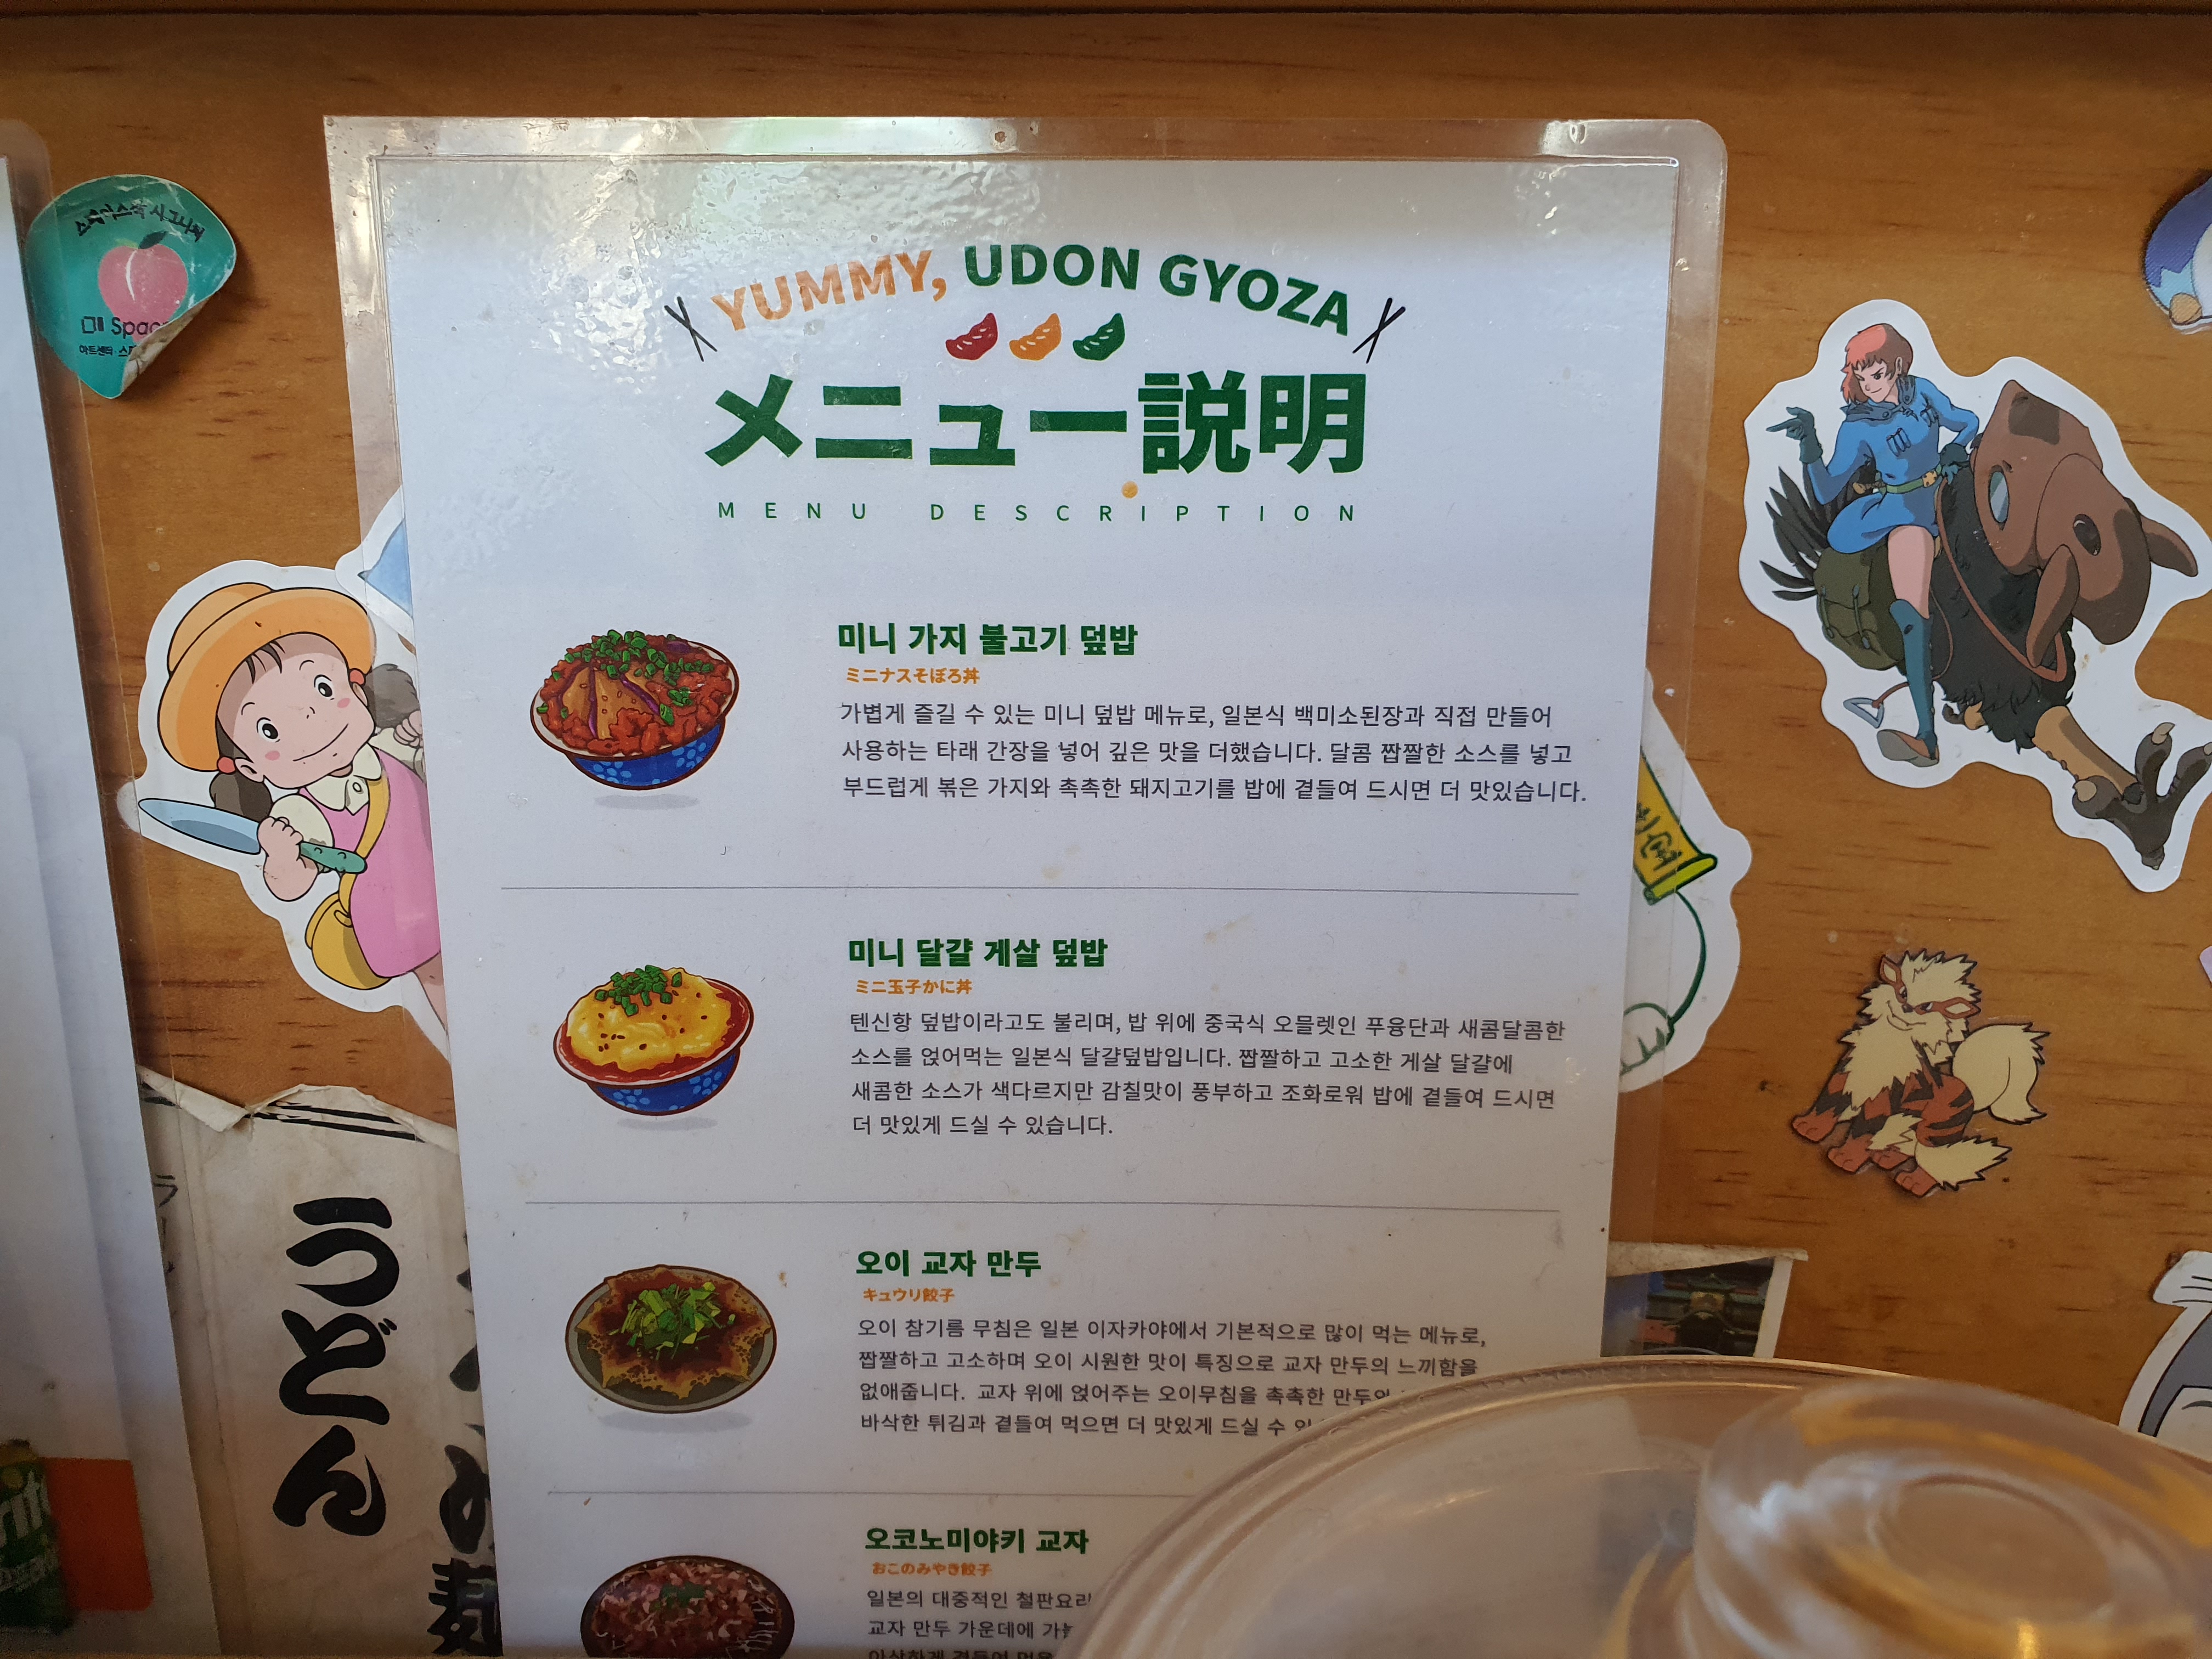 YUMMY, UDON GYOZA
メニュー説明
MENU DESCRIPTION
미니 가지 불고기 덮밥
ミニナスそぼろ丼
가볍게 즐길 수 있는 미니 덮밥 메뉴로, 일본식 백미소된장과 직접 만들어
사용하는 타래 간장을 넣어 깊은 맛을 더했습니다. 달콤 짭짤한 소스를 넣고
부드럽게 볶은 가지와 촉촉한 돼지고기를 밥에 곁들여 드시면 더 맛있습니다.
미니 달걀 게살 덮밥
ミニ玉子かに丼
텐신항 덮밥이라고도 불리며, 밥 위에 중국식 오믈렛인 푸융단과 새콤달콤한
소스를 얹어먹는 일본식 달걀덮밥입니다. 짭짤하고 고소한 게살 달걀에
새콤한 소스가 색다르지만 감칠맛이 풍부하고 조화로워 밥에 곁들여 드시면
더 맛있게 드실 수 있습니다.
오이 교자 만두
キュウリ餃子
오이 참기름 무침은 일본 이자카야에서 기본적으로 많이 먹는 메뉴로,
짭짤하고 고소하며 오이 시원한 맛이 특징으로 교자 만두의 느끼함을
없애줍니다. 교자 위에 얹어주는 오이무침을 촉촉한
바삭한 튀김과 곁들여 먹으면 더 맛있게 드실 수
오코노미야키 교자
おこのみやき餃子
일본의 대중적인 철판요리
교자 만두 가운데에
うどん